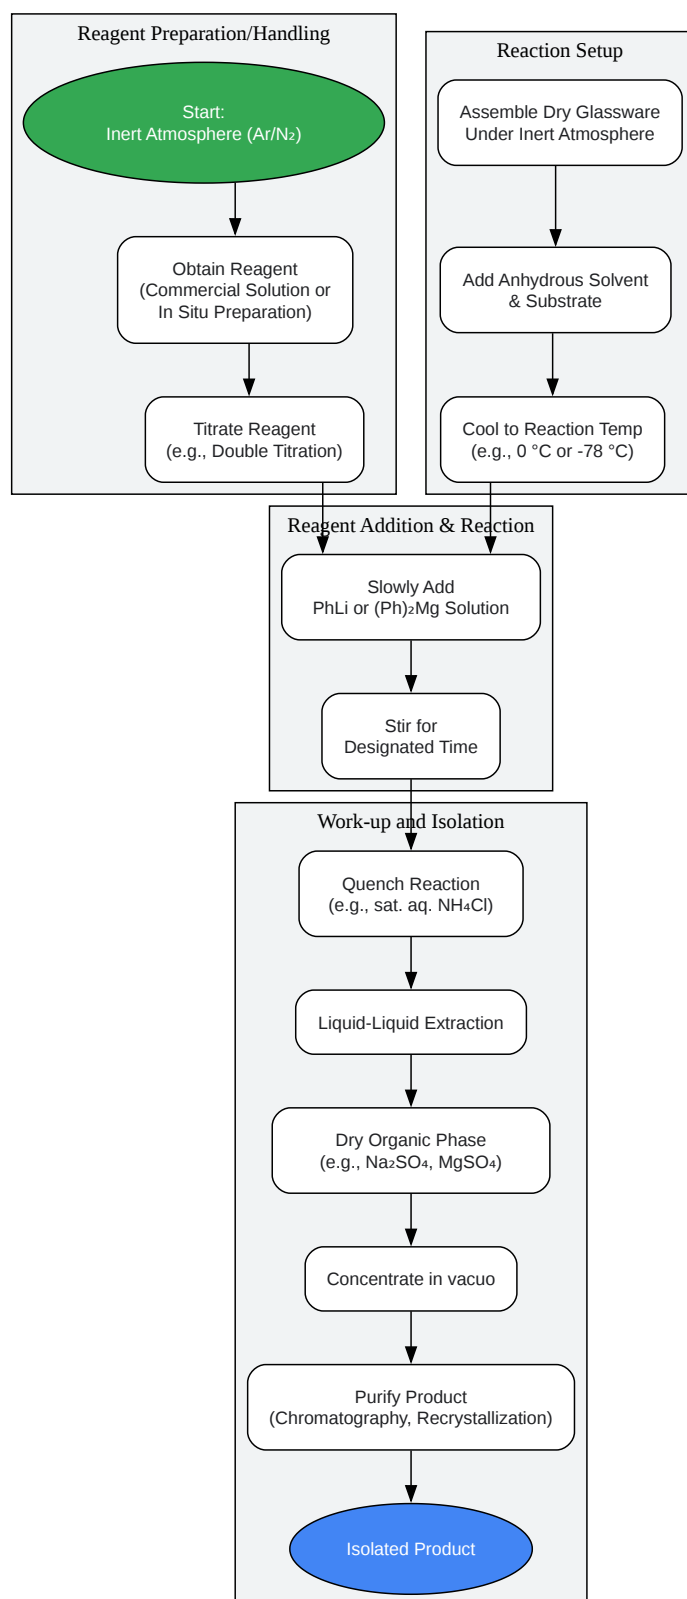 Reagent Preparation/Handling
Start:
Inert Atmosphere (Ar/N₂)
Obtain Reagent
(Commercial Solution or
In Situ Preparation)
Titrate Reagent
(e.g., Double Titration)
Reaction Setup
Assemble Dry Glassware
Under Inert Atmosphere
Add Anhydrous Solvent
& Substrate
Cool to Reaction Temp
(e.g., 0 °C or -78 °C)
Reagent Addition & Reaction
Slowly Add
PhLi or (Ph)₂Mg Solution
Stir for
Designated Time
Work-up and Isolation
Quench Reaction
(e.g., sat. aq. NH₄Cl)
Liquid-Liquid Extraction
Dry Organic Phase
(e.g., Na₂SO₄, MgSO₄)
Concentrate in vacuo
Purify Product
(Chromatography, Recrystallization)
Isolated Product